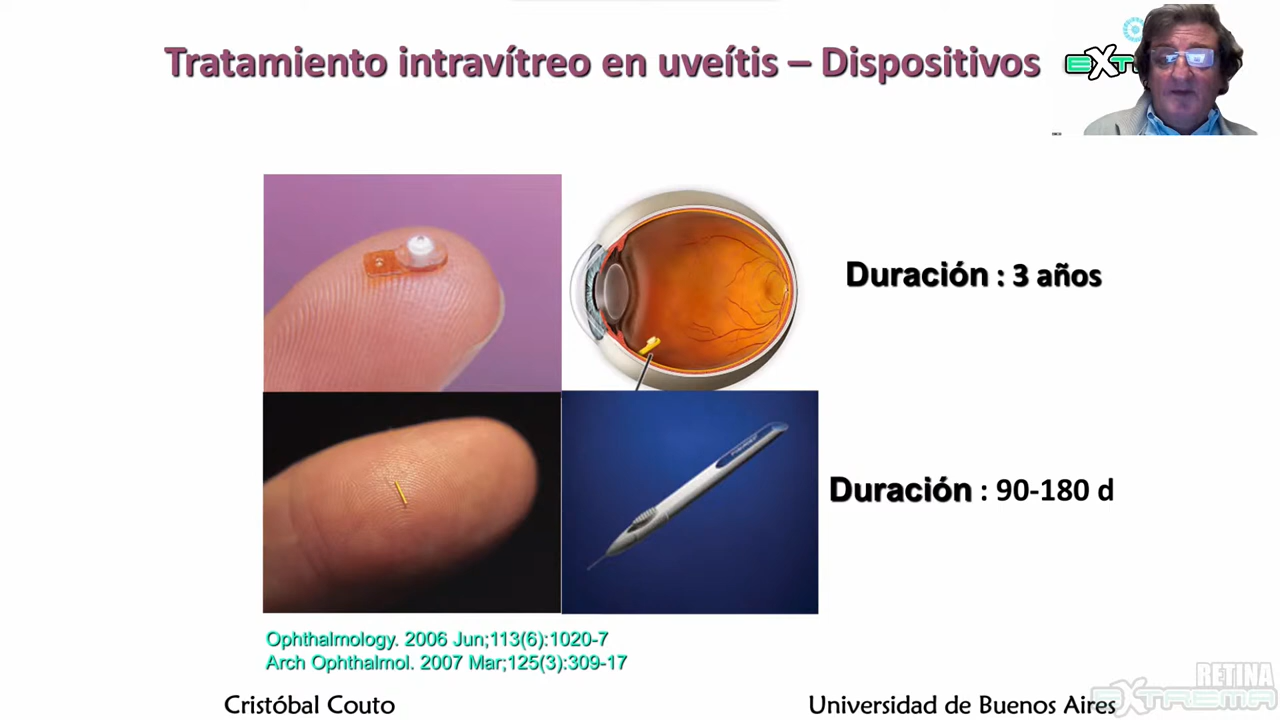 Tratamiento intravítreo en uveítis – Dispositivos
Duración : 3 años
Duración : 90-180 d
Ophthalmology. 2006 Jun;113(6):1020-7
Arch Ophthalmol. 2007 Mar;125(3):309-17
Cristóbal Couto
Universidad de Buenos Aires
RETINA
EXTREMA